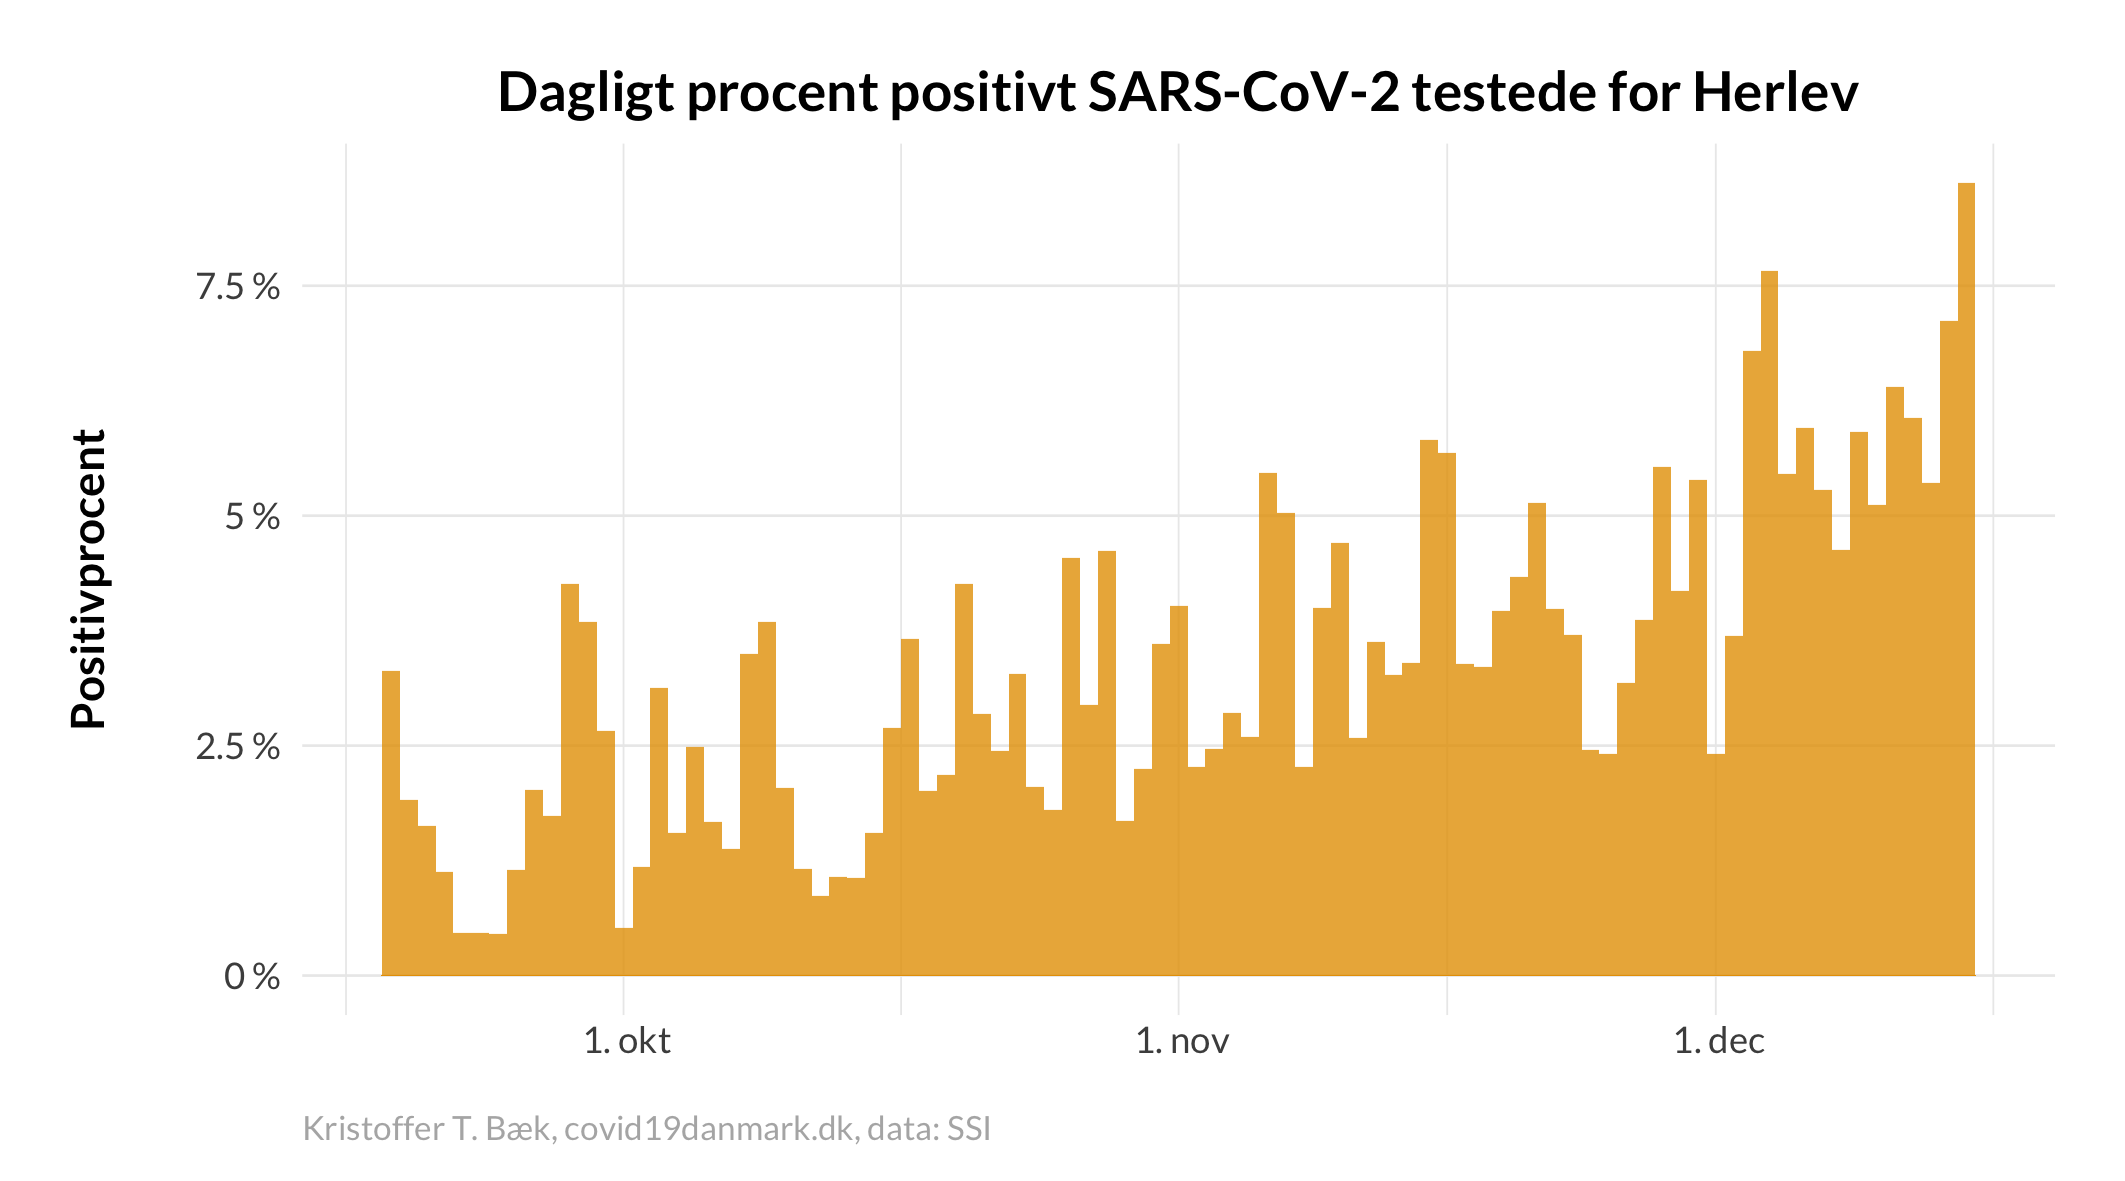 Dagligt procent positivt SARS-CoV-2 testede for Herlev
Positivprocent
7.5 %
5 %
2.5 %
0 %
1. okt
1. nov
1. dec
Kristoffer T. Bæk, covid19danmark.dk, data: SSI